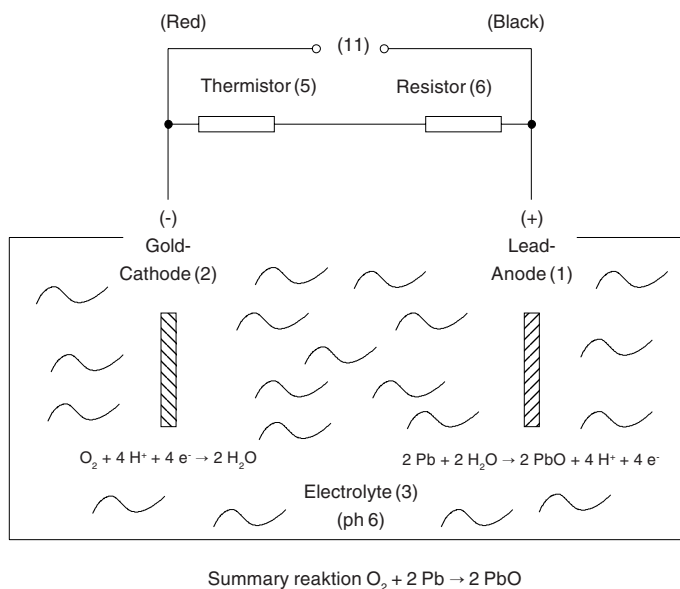 (Red) (11) (Black)
Thermistor (5) Resistor (6)
(-) (+)
Gold- Lead-
Cathode (2) Anode (1)
O₂ + 4 H⁺ + 4 e⁻ → 2 H₂O 2 Pb + 2 H₂O → 2 PbO + 4 H⁺ + 4 e⁻
Electrolyte (3)
(ph 6)
Summary reaktion O₂ + 2 Pb → 2 PbO